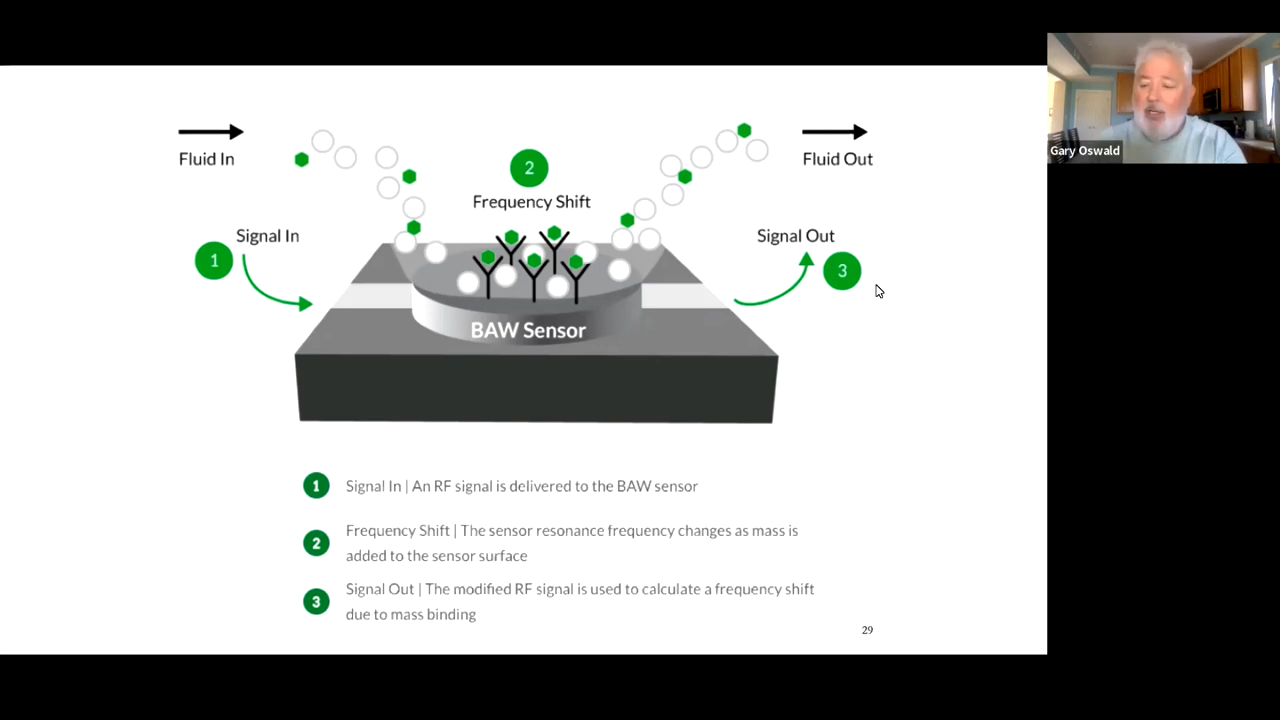 Fluid In
2
Fluid Out
Gary Oswald
Frequency Shift
Signal In
1
Signal Out
3
BAW Sensor
1 Signal In | An RF signal is delivered to the BAW sensor
2 Frequency Shift | The sensor resonance frequency changes as mass is
added to the sensor surface
3 Signal Out | The modified RF signal is used to calculate a frequency shift
due to mass binding
29